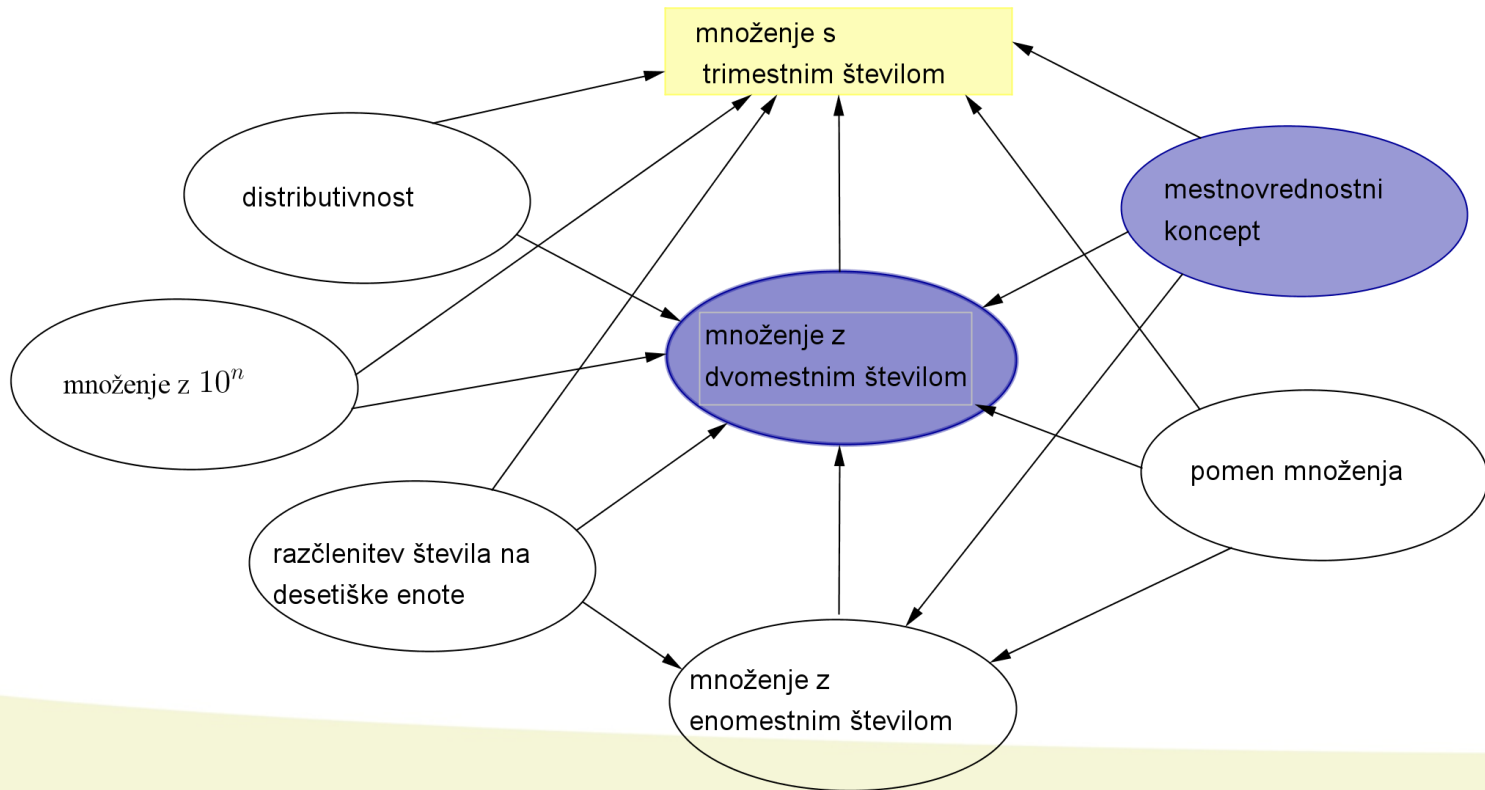 množenje s
trimestnim številom
distributivnost
mestnovrednostni
koncept
množenje z
dvomestnim številom
množenje z 10ⁿ
pomen množenja
razčlenitev števila na
desetiške enote
množenje z
enomestnim številom